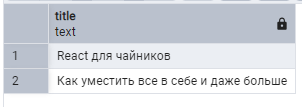 title
text
1 React для чайников
2 Как уместить все в себе и даже больше